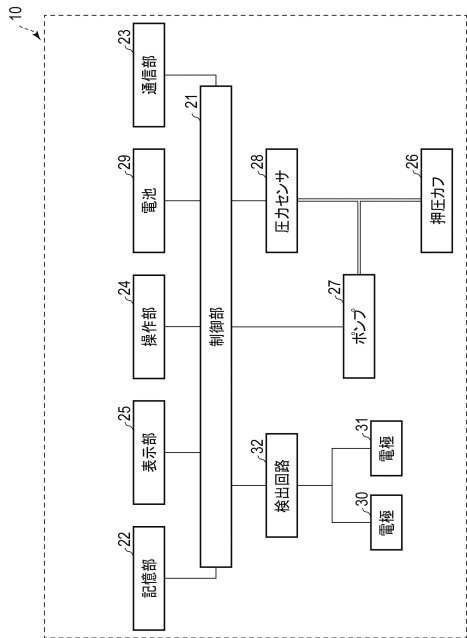 10
22
記憶部
25
表示部
24
操作部
29
電池
23
通信部
21
制御部
32
検出回路
28
圧力センサ
27
ポンプ
30
電極
31
電極
26
押圧カフ